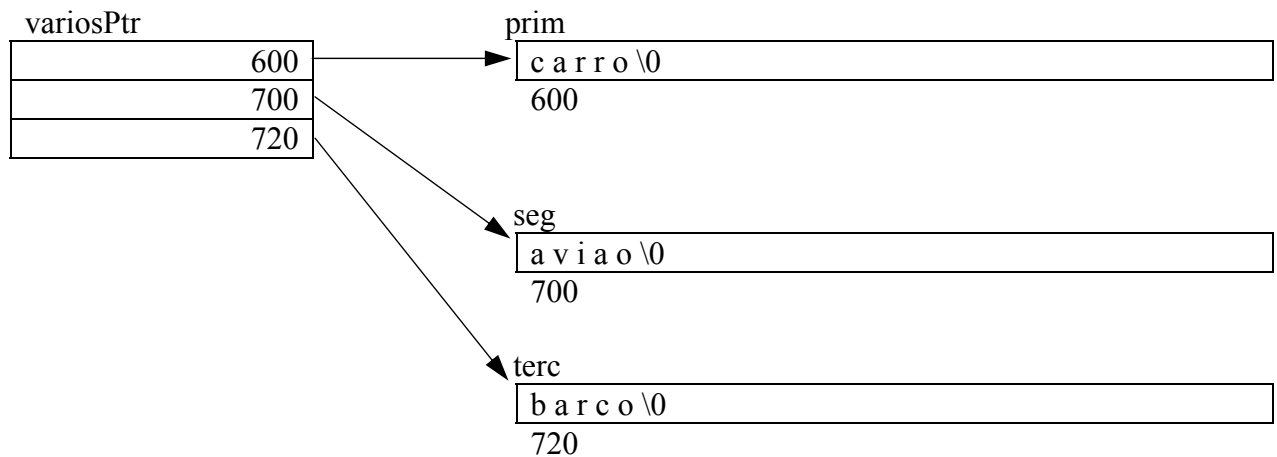 variosPtr prim
600 c a r r o \0
700 600
720
seg
a v i a o \0
700
terc
b a r c o \0
720